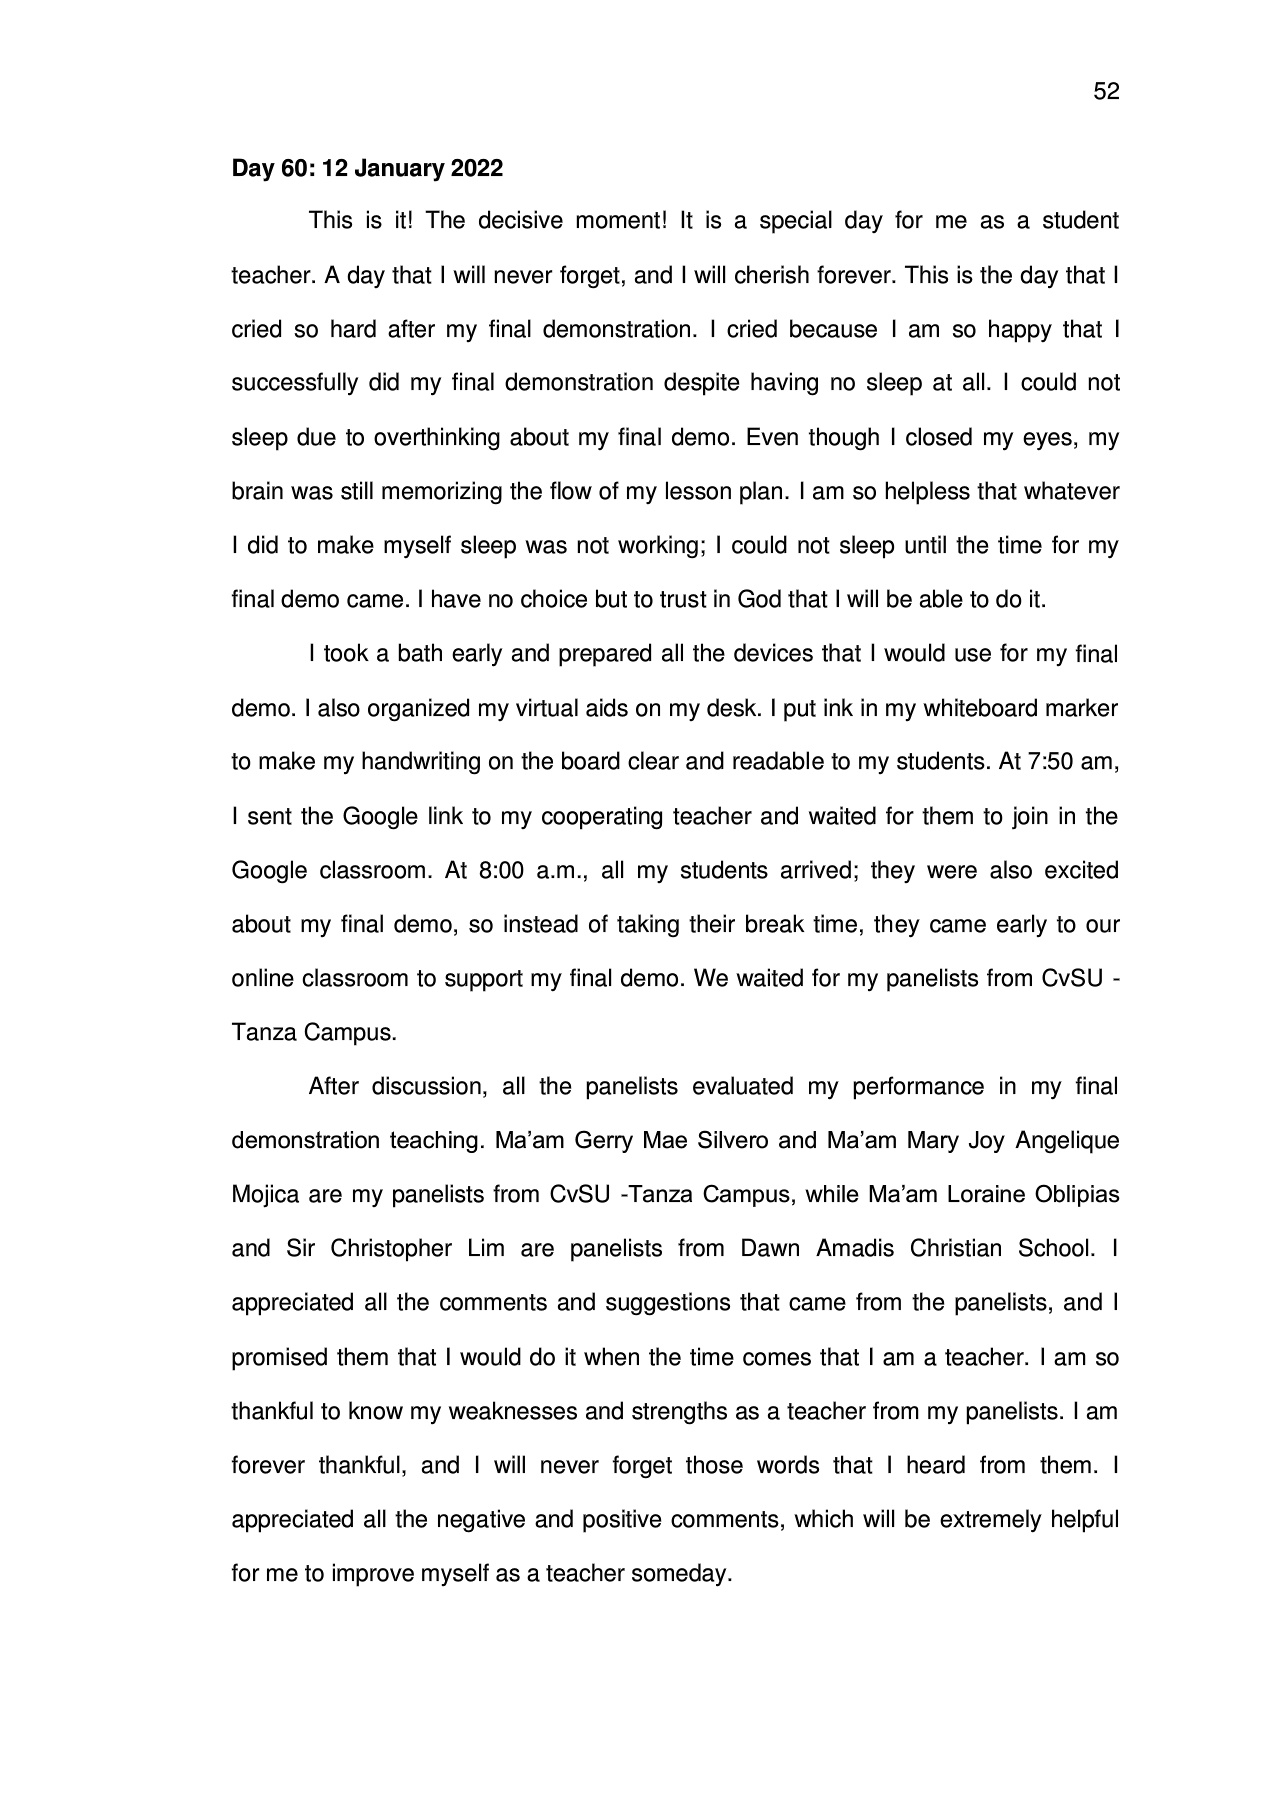 52
Day 60: 12 January 2022
This is it! The decisive moment! It is a special day for me as a student
teacher. A day that I will never forget, and I will cherish forever. This is the day that I
cried so hard after my final demonstration. I cried because I am so happy that I
successfully did my final demonstration despite having no sleep at all. I could not
sleep due to overthinking about my final demo. Even though I closed my eyes, my
brain was still memorizing the flow of my lesson plan. I am so helpless that whatever
I did to make myself sleep was not working; I could not sleep until the time for my
final demo came. I have no choice but to trust in God that I will be able to do it.
I took a bath early and prepared all the devices that I would use for my final
demo. I also organized my virtual aids on my desk. I put ink in my whiteboard marker
to make my handwriting on the board clear and readable to my students. At 7:50 am,
I sent the Google link to my cooperating teacher and waited for them to join in the
Google classroom. At 8:00 a.m., all my students arrived; they were also excited
about my final demo, so instead of taking their break time, they came early to our
online classroom to support my final demo. We waited for my panelists from CvSU -
Tanza Campus.
After discussion, all the panelists evaluated my performance in my final
demonstration teaching. Ma’am Gerry Mae Silvero and Ma’am Mary Joy Angelique
Mojica are my panelists from CvSU -Tanza Campus, while Ma’am Loraine Oblipias
and Sir Christopher Lim are panelists from Dawn Amadis Christian School. I
appreciated all the comments and suggestions that came from the panelists, and I
promised them that I would do it when the time comes that I am a teacher. I am so
thankful to know my weaknesses and strengths as a teacher from my panelists. I am
forever thankful, and I will never forget those words that I heard from them. I
appreciated all the negative and positive comments, which will be extremely helpful
for me to improve myself as a teacher someday.